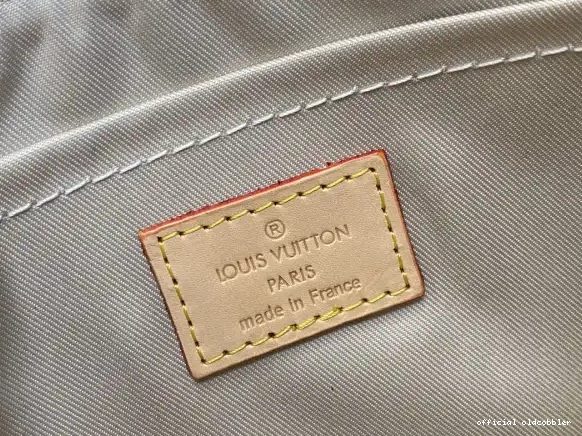 ®
LOUIS VUITTON
PARIS
made in France
official oldcobbler